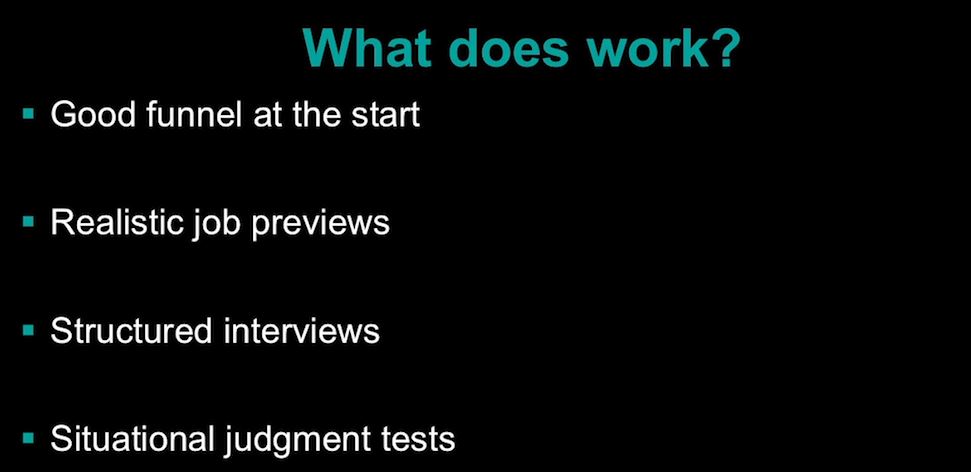 What does work?
▪ Good funnel at the start
▪ Realistic job previews
▪ Structured interviews
▪ Situational judgment tests